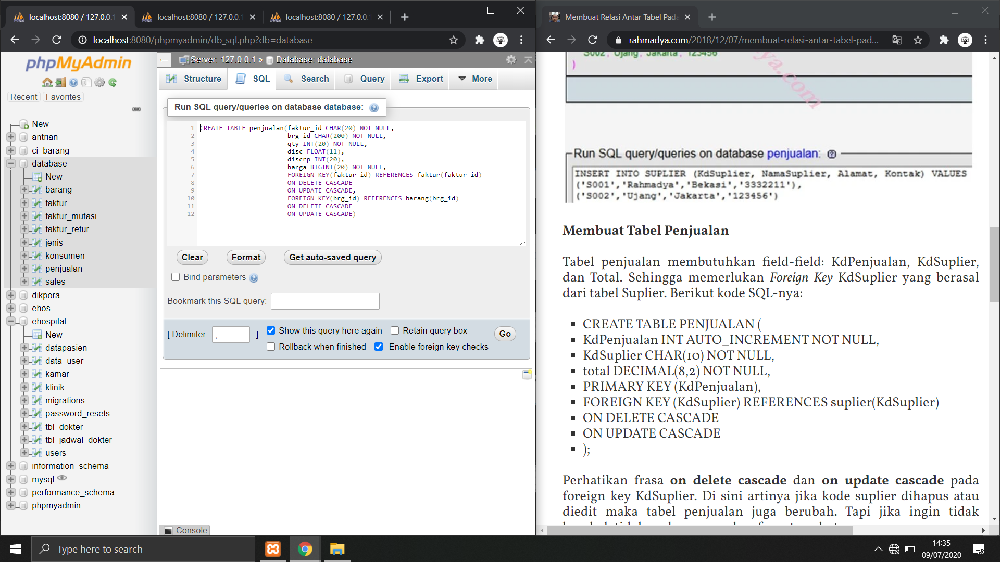 localhost:8080 / 127.0.0.1
localhost:8080 / 127.0.0.1
localhost:8080 / 127.0.0.1
localhost:8080/phpmyadmin/db_sql.php?db=database
phpMyAdmin
Recent
Favorites
New
antrian
ci_barang
database
New
barang
faktur
faktur_mutasi
faktur_retur
jenis
konsumen
penjualan
sales
dikpora
ehos
ehospital
New
datapasien
data_user
kamar
klinik
migrations
password_resets
tbl_dokter
tbl_jadwal_dokter
users
information_schema
mysql
performance_schema
phpmyadmin
Server: 127.0.0.1 » Database: database
Structure
SQL
Search
Query
Export
More
Run SQL query/queries on database database:
1 CREATE TABLE penjualan(faktur_id CHAR(20) NOT NULL,
2 brg_id CHAR(200) NOT NULL,
3 qty INT(20) NOT NULL,
4 disc FLOAT(11),
5 discrp INT(20),
6 harga BIGINT(20) NOT NULL,
7 FOREIGN KEY(faktur_id) REFERENCES faktur(faktur_id)
8 ON DELETE CASCADE
9 ON UPDATE CASCADE,
10 FOREIGN KEY(brg_id) REFERENCES barang(brg_id)
11 ON DELETE CASCADE
12 ON UPDATE CASCADE)
Clear
Format
Get auto-saved query
Bind parameters
Bookmark this SQL query:
[ Delimiter ; ]
Show this query here again
Retain query box
Rollback when finished
Enable foreign key checks
Go
Console
Membuat Relasi Antar Tabel Pada
rahmadya.com/2018/12/07/membuat-relasi-antar-tabel-pad...
'S002', 'Ujang', 'Jakarta', '123456'
)
ya.com
Run SQL query/queries on database penjualan:
INSERT INTO SUPLIER (KdSuplier, NamaSuplier, Alamat, Kontak) VALUES
('S001','Rahmadya','Bekasi','3332211'),
('S002','Ujang','Jakarta','123456')
Membuat Tabel Penjualan
Tabel penjualan membutuhkan field-field: KdPenjualan, KdSuplier,
dan Total. Sehingga memerlukan Foreign Key KdSuplier yang berasal
dari tabel Suplier. Berikut kode SQL-nya:
CREATE TABLE PENJUALAN (
KdPenjualan INT AUTO_INCREMENT NOT NULL,
KdSuplier CHAR(10) NOT NULL,
total DECIMAL(8,2) NOT NULL,
PRIMARY KEY (KdPenjualan),
FOREIGN KEY (KdSuplier) REFERENCES suplier(KdSuplier)
ON DELETE CASCADE
ON UPDATE CASCADE
);
Perhatikan frasa on delete cascade dan on update cascade pada
foreign key KdSuplier. Di sini artinya jika kode suplier dihapus atau
diedit maka tabel penjualan juga berubah. Tapi jika ingin tidak
Type here to search
14:35
09/07/2020